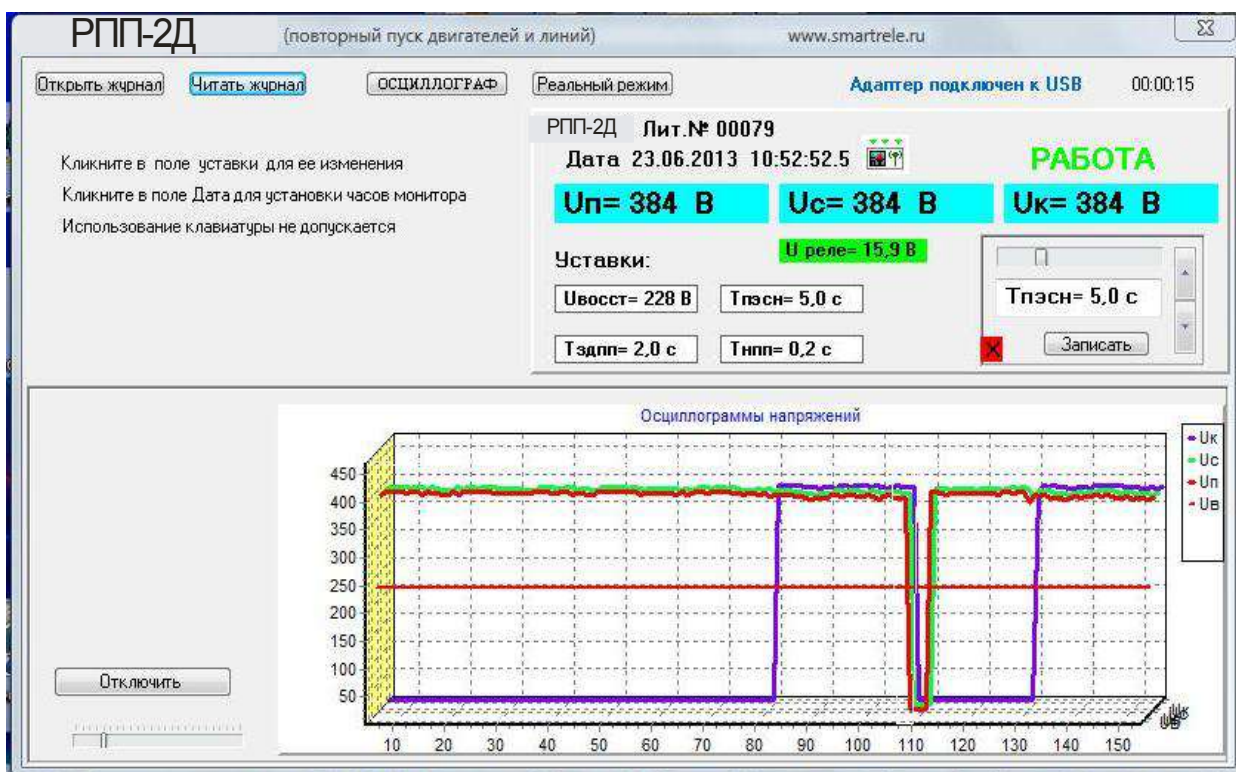 РПП-2Д (повторный пуск двигателей и линий) www.smartrele.ru
Открыть журнал Читать журнал ОСЦИЛЛОГРАФ Реальный режим Адаптер подключен к USB 00:00:15
РПП-2Д Лит.№ 00079
Дата 23.06.2013 10:52:52.5 РАБОТА
Кликните в поле уставки для ее изменения
Кликните в поле Дата для установки часов монитора
Использование клавиатуры не допускается
Uп= 384 В Uс= 384 В Uк= 384 В
U реле= 15,9 В
Уставки:
Uвосст= 228 В Тпэсн= 5,0 с
Тздпп= 2,0 с Тнпп= 0,2 с
Тпэсн= 5,0 с
X Записать
Осциллограммы напряжений
Uк
Uс
Uп
Uв
450
400
350
300
250
200
150
100
50
10 20 30 40 50 60 70 80 90 100 110 120 130 140 150
Отключить